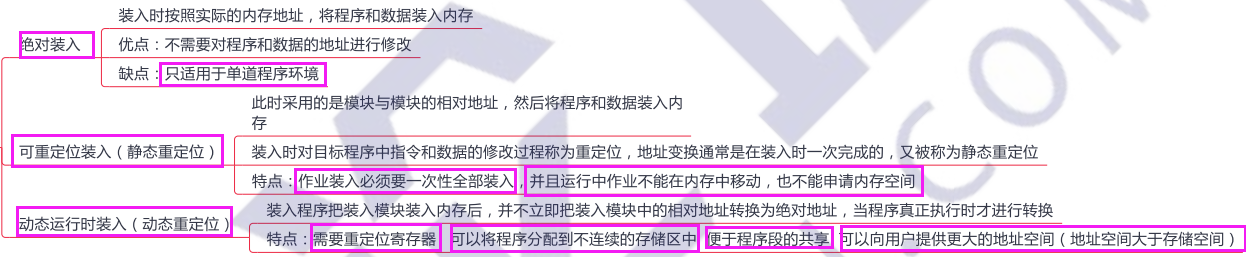 装入时按照实际的内存地址，将程序和数据装入内存
绝对装入
优点：不需要对程序和数据的地址进行修改
缺点：只适用于单道程序环境
此时采用的是模块与模块的相对地址，然后将程序和数据装入内
存
可重定位装入（静态重定位）
装入时对目标程序中指令和数据的修改过程称为重定位，地址变换通常是在装入时一次完成的，又被称为静态重定位
特点：作业装入必须要一次性全部装入，并且运行中作业不能在内存中移动，也不能申请内存空间
装入程序把装入模块装入内存后，并不立即把装入模块中的相对地址转换为绝对地址，当程序真正执行时才进行转换
动态运行时装入（动态重定位）
特点：需要重定位寄存器 可以将程序分配到不连续的存储区中 便于程序段的共享 可以向用户提供更大的地址空间（地址空间大于存储空间）
.COM